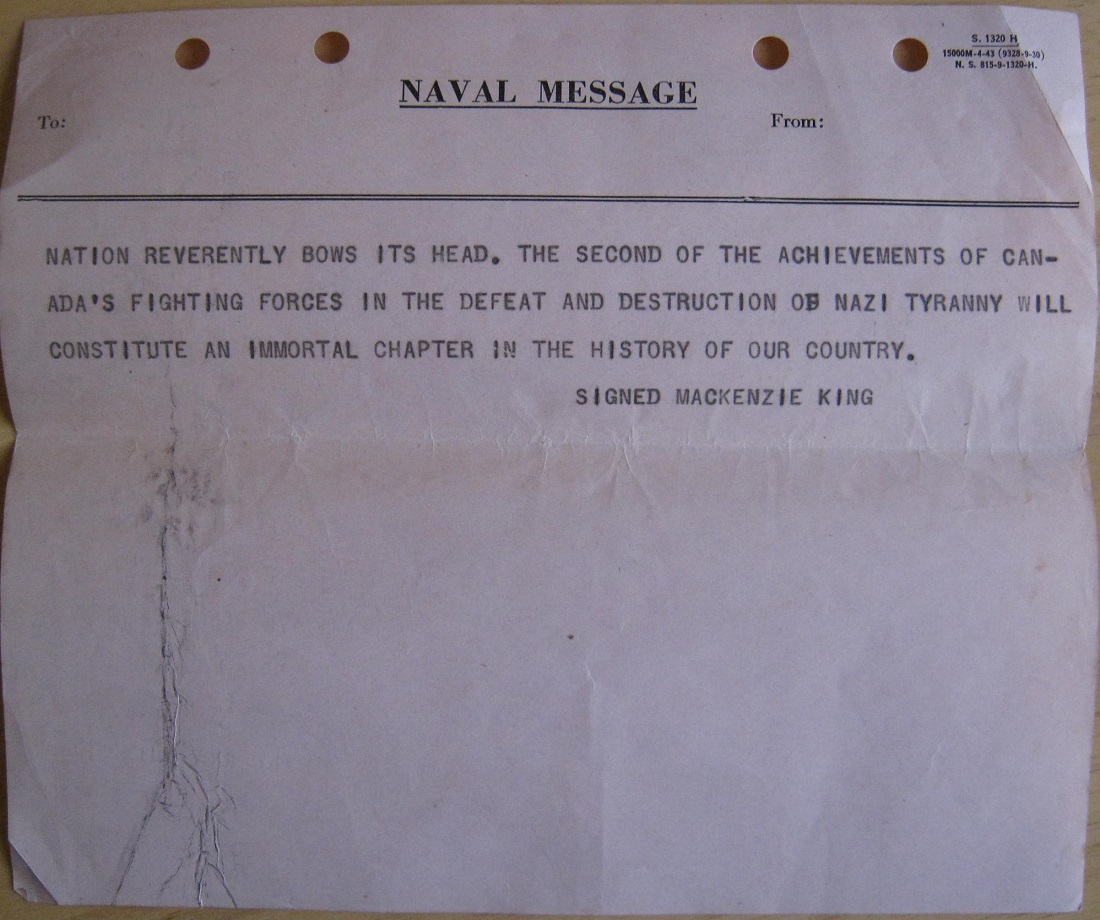 S. 1320 H
15000M-4-43 (9328-9-30)
N. S. 815-9-1320-H.
NAVAL MESSAGE
To: From:
NATION REVERENTLY BOWS ITS HEAD. THE SECOND OF THE ACHIEVEMENTS OF CAN-
ADA'S FIGHTING FORCES IN THE DEFEAT AND DESTRUCTION OF NAZI TYRANNY WILL
CONSTITUTE AN IMMORTAL CHAPTER IN THE HISTORY OF OUR COUNTRY.
SIGNED MACKENZIE KING